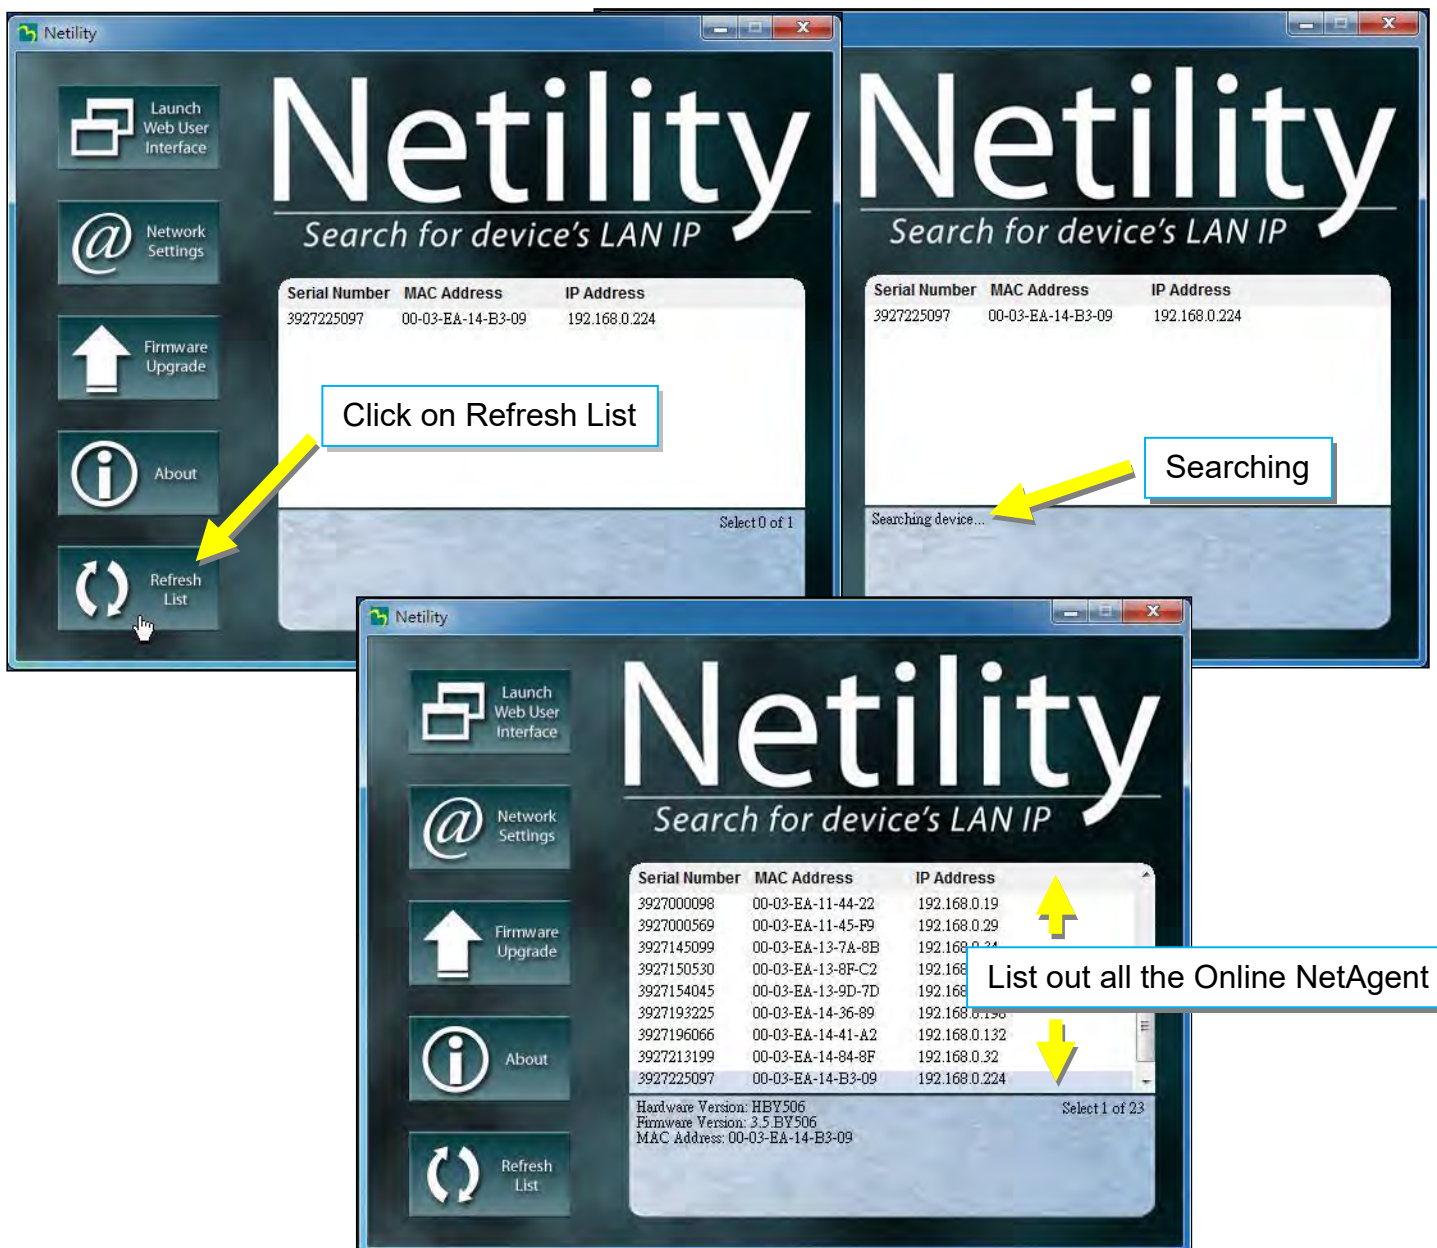 Netility
Launch
Web User
Interface
Network
Settings
Firmware
Upgrade
About
Refresh
List
Netility
Search for device's LAN IP
Serial Number MAC Address IP Address
3927225097 00-03-EA-14-B3-09 192.168.0.224
Click on Refresh List
Select 0 of 1
Netility
Search for device's LAN IP
Serial Number MAC Address IP Address
3927225097 00-03-EA-14-B3-09 192.168.0.224
Searching
Searching device...
Netility
Launch
Web User
Interface
Network
Settings
Firmware
Upgrade
About
Refresh
List
Netility
Search for device's LAN IP
Serial Number MAC Address IP Address
3927000098 00-03-EA-11-44-22 192.168.0.19
3927000569 00-03-EA-11-45-F9 192.168.0.29
3927145099 00-03-EA-13-7A-8B
3927150530 00-03-EA-13-8F-C2 192.168
3927154045 00-03-EA-13-9D-7D 192.168
3927193225 00-03-EA-14-36-89 192.168.0.198
3927196066 00-03-EA-14-41-A2 192.168.0.132
3927213199 00-03-EA-14-84-8F 192.168.0.32
3927225097 00-03-EA-14-B3-09 192.168.0.224
List out all the Online NetAgent
Hardware Version: HBY506
Firmware Version: 3.5.BY506
MAC Address: 00-03-EA-14-B3-09
Select 1 of 23